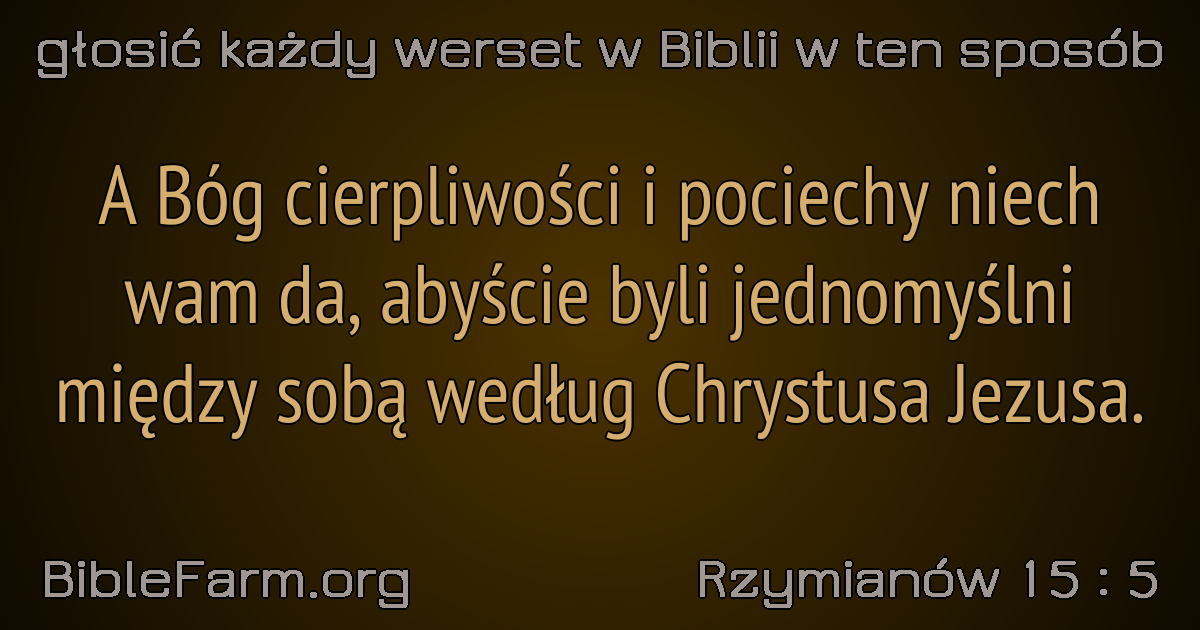 głosić każdy werset w Biblii w ten sposób
A Bóg cierpliwości i pociechy niech
wam da, abyście byli jednomyślni
między sobą według Chrystusa Jezusa.
BibleFarm.org
Rzymianów 15 : 5